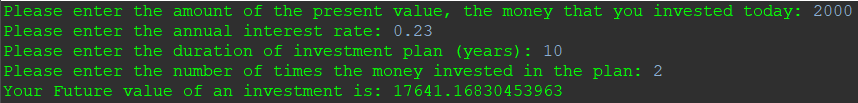 Please enter the amount of the present value, the money that you invested today: 2000
Please enter the annual interest rate: 0.23
Please enter the duration of investment plan (years): 10
Please enter the number of times the money invested in the plan: 2
Your Future value of an investment is: 17641.16830453963